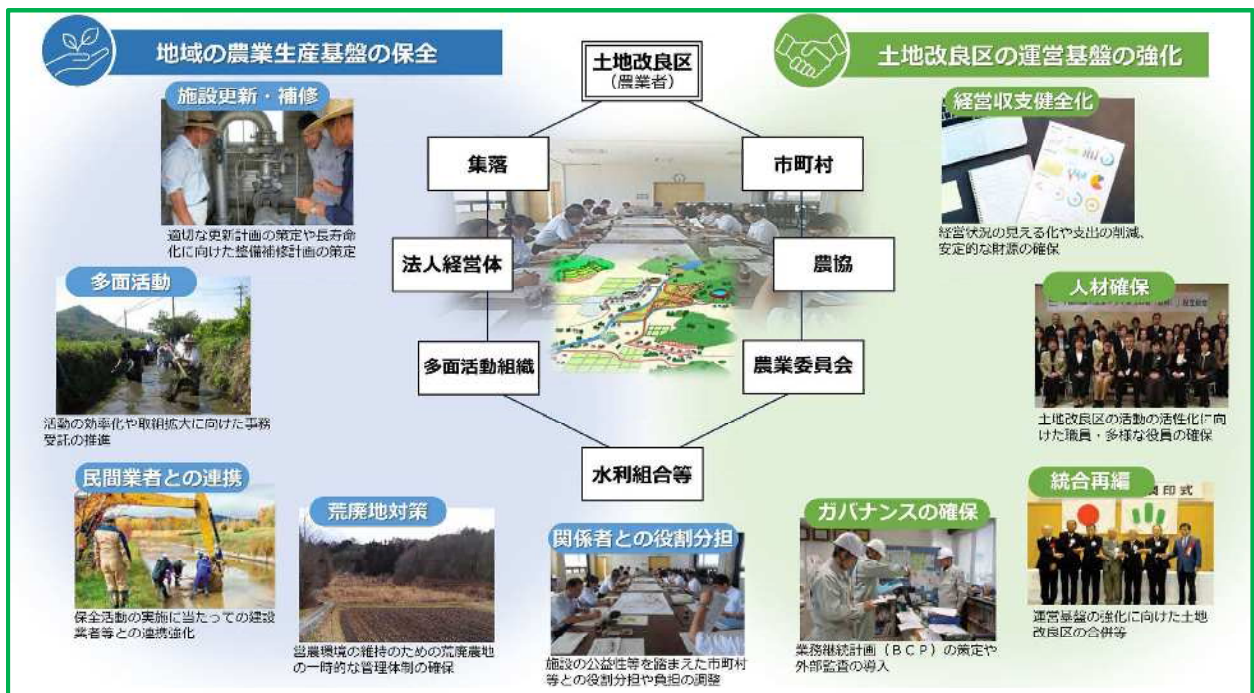 地域の農業生産基盤の保全
土地改良区
(農業者)
土地改良区の運営基盤の強化
施設更新・補修
適切な更新計画の策定や長寿命
化に向けた整備補修計画の策定
多面活動
活動の効率化や取組拡大に向けた事務
受託の推進
民間業者との連携
保全活動の実施に当たっての建設
業者等との連携強化
荒廃地対策
営農環境の維持のための荒廃農地
の一時的な管理体制の確保
関係者との役割分担
施設の公益性等を踏まえた市町村
等との役割分担や負担の調整
集落
市町村
法人経営体
農協
多面活動組織
農業委員会
水利組合等
経営収支健全化
経営状況の見える化や支出の削減、
安定的な財源の確保
人材確保
土地改良区の活動の活性化に向
けた職員・多様な役員の確保
統合再編
印式
運営基盤の強化に向けた土地
改良区の合併等
ガバナンスの確保
業務継続計画(BCP)の策定や
外部監査の導入